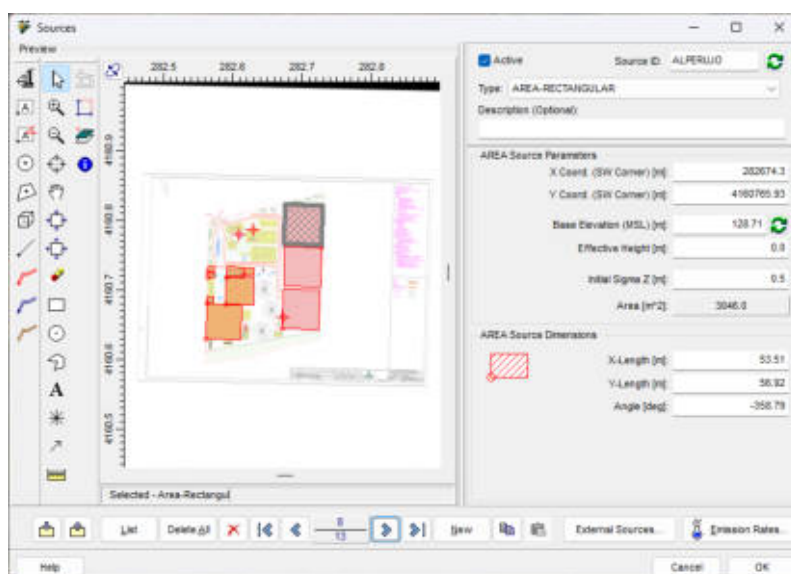 Sources
Preview
282.5 282.6 282.7 282.8
4160.9
4160.8
4160.7
4160.6
4160.5
A
Selected - Area-Rectangul
Active
Source ID: ALPERUJO
Type: AREA-RECTANGULAR
Description (Optional):
AREA Source Parameters
X Coord. (SW Corner) [m]: 282674.3
Y Coord. (SW Corner) [m]: 4160765.93
Base Elevation (MSL) [m]: 128.71
Effective Height [m]: 0.8
Initial Sigma Z [m]: 0.5
Area [m^2]: 3046.0
AREA Source Dimensions
X-Length [m]: 53.51
Y-Length [m]: 56.92
Angle [deg]: -358.79
List
Delete All
8
13
New
External Sources...
Emission Rates...
Help
Cancel
OK